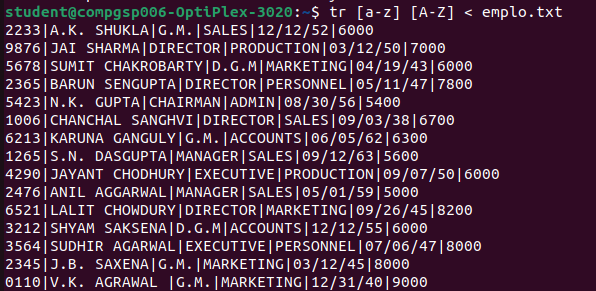 student@compgsp006-OptiPlex-3020:~$ tr [a-z] [A-Z] < emplo.txt
2233|A.K. SHUKLA|G.M.|SALES|12/12/52|6000
9876|JAI SHARMA|DIRECTOR|PRODUCTION|03/12/50|7000
5678|SUMIT CHAKROBARTY|D.G.M|MARKETING|04/19/43|6000
2365|BARUN SENGUPTA|DIRECTOR|PERSONNEL|05/11/47|7800
5423|N.K. GUPTA|CHAIRMAN|ADMIN|08/30/56|5400
1006|CHANCHAL SANGHVI|DIRECTOR|SALES|09/03/38|6700
6213|KARUNA GANGULY|G.M.|ACCOUNTS|06/05/62|6300
1265|S.N. DASGUPTA|MANAGER|SALES|09/12/63|5600
4290|JAYANT CHODHURY|EXECUTIVE|PRODUCTION|09/07/50|6000
2476|ANIL AGGARWAL|MANAGER|SALES|05/01/59|5000
6521|LALIT CHOWDURY|DIRECTOR|MARKETING|09/26/45|8200
3212|SHYAM SAKSENA|D.G.M|ACCOUNTS|12/12/55|6000
3564|SUDHIR AGARWAL|EXECUTIVE|PERSONNEL|07/06/47|8000
2345|J.B. SAXENA|G.M.|MARKETING|03/12/45|8000
0110|V.K. AGRAWAL |G.M.|MARKETING|12/31/40|9000